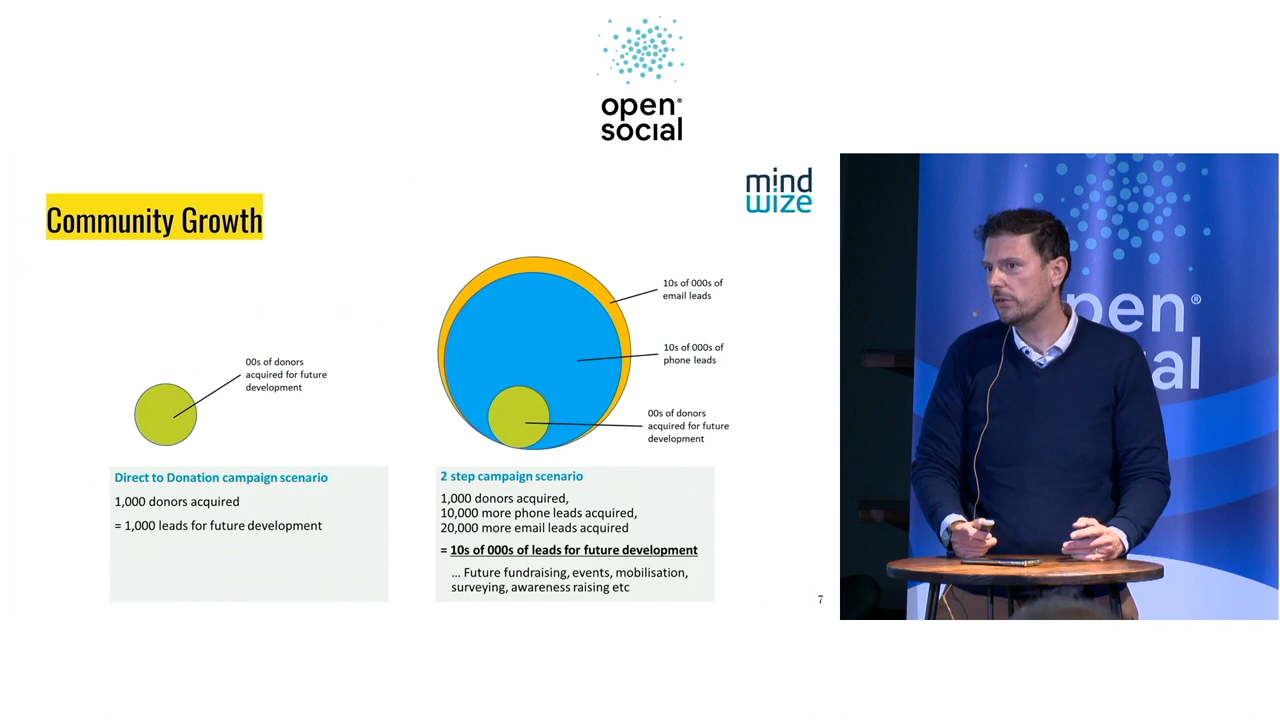 open®
social
mind
wize
Community Growth
10s of 000s of
email leads
10s of 000s of
phone leads
00s of donors
acquired for future
development
00s of donors
acquired for future
development
Direct to Donation campaign scenario
1,000 donors acquired
= 1,000 leads for future development
2 step campaign scenario
1,000 donors acquired,
10,000 more phone leads acquired,
20,000 more email leads acquired
= 10s of 000s of leads for future development
... Future fundraising, events, mobilisation,
surveying, awareness raising etc
7
pen®
al